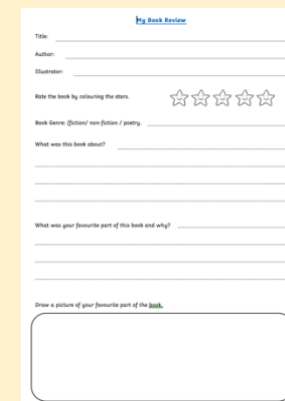 My Book Review
Title:
Author:
Illustrator:
Rate the book by colouring the stars.
Book Genre: (fiction/ non-fiction / poetry.
What was this book about?
What was your favourite part of this book and why?
Draw a picture of your favourite part of the book.